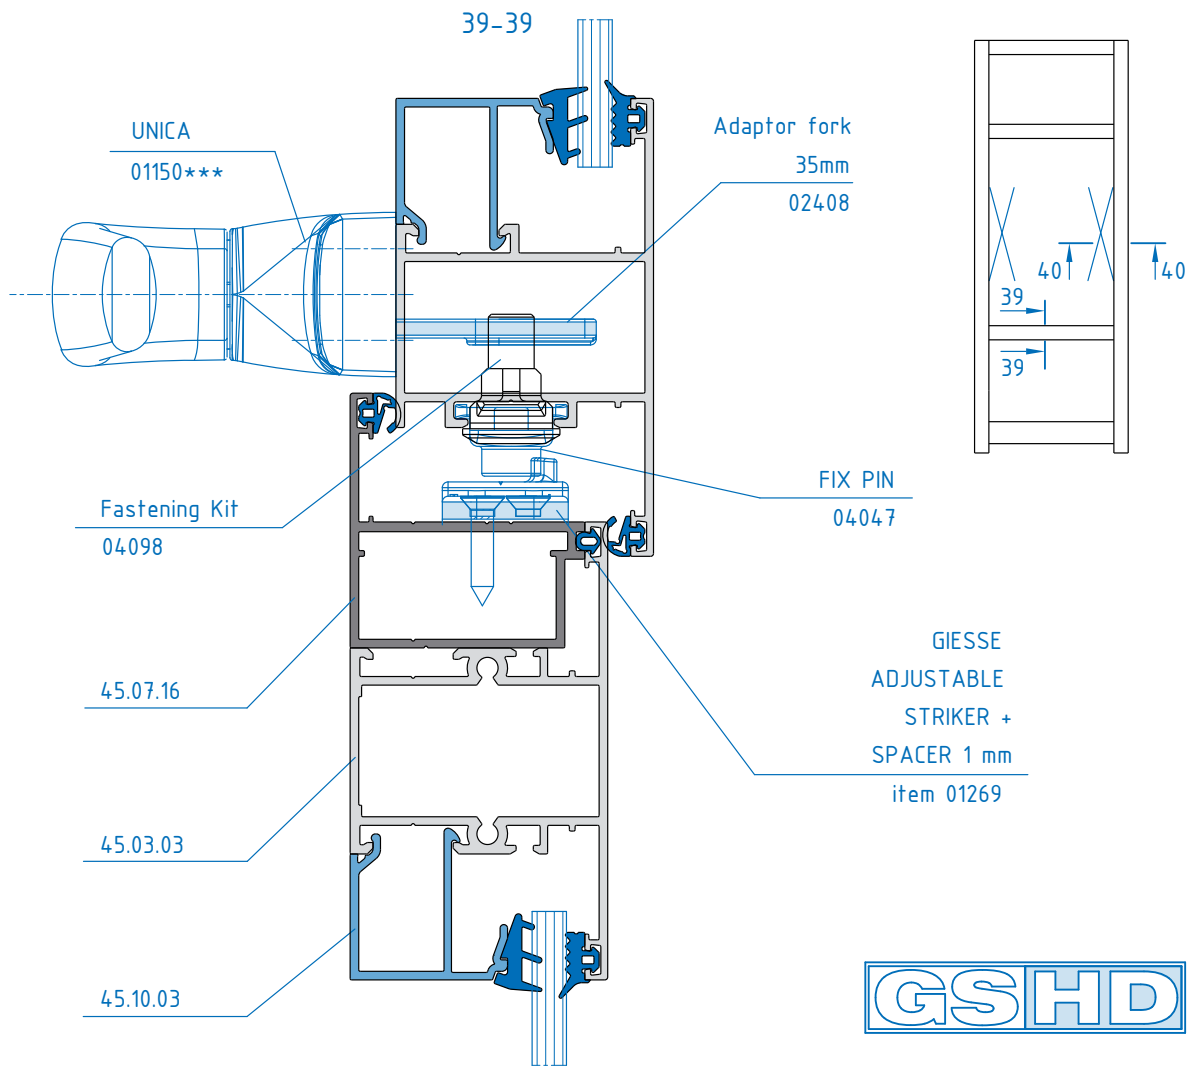 39-39
UNICA
01150***
Adaptor fork
35mm
02408
40
40
39
39
Fastening Kit
04098
FIX PIN
04047
GIESSE
ADJUSTABLE
STRIKER +
SPACER 1 mm
item 01269
45.07.16
45.03.03
45.10.03
GSHD